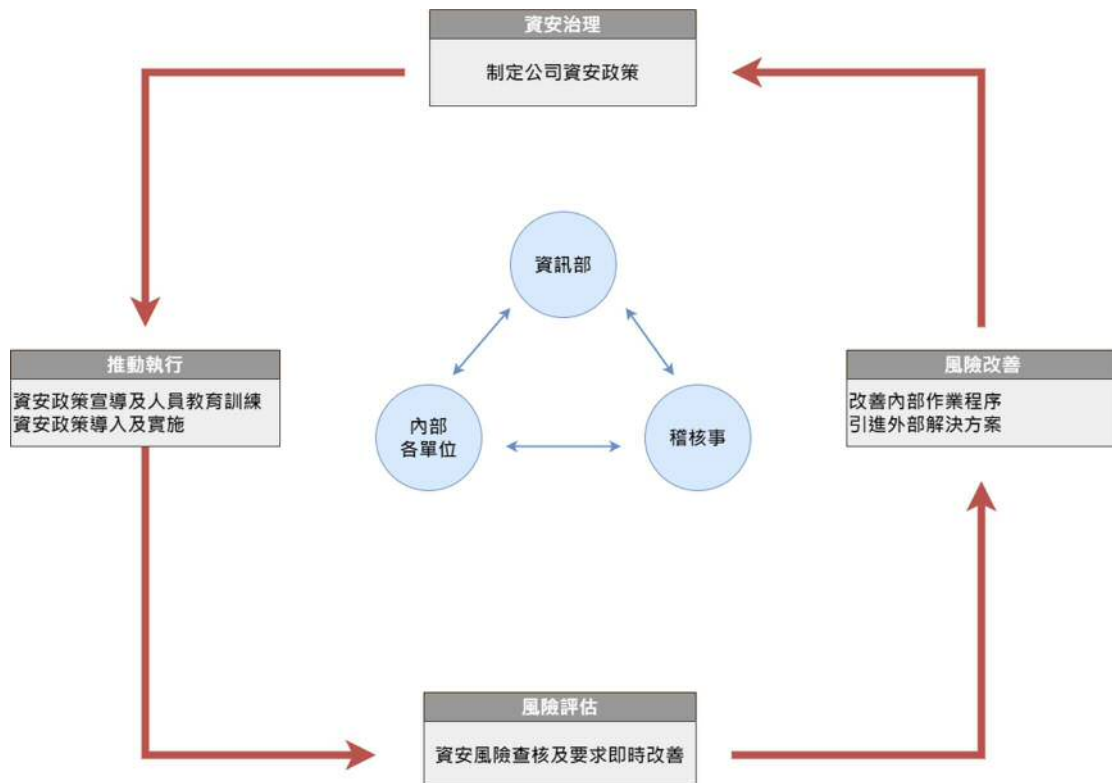 資安治理
制定公司資安政策
資訊部
推動執行
資安政策宣導及人員教育訓練
資安政策導入及實施
內部
各單位
稽核事
風險改善
改善內部作業程序
引進外部解決方案
風險評估
資安風險查核及要求即時改善